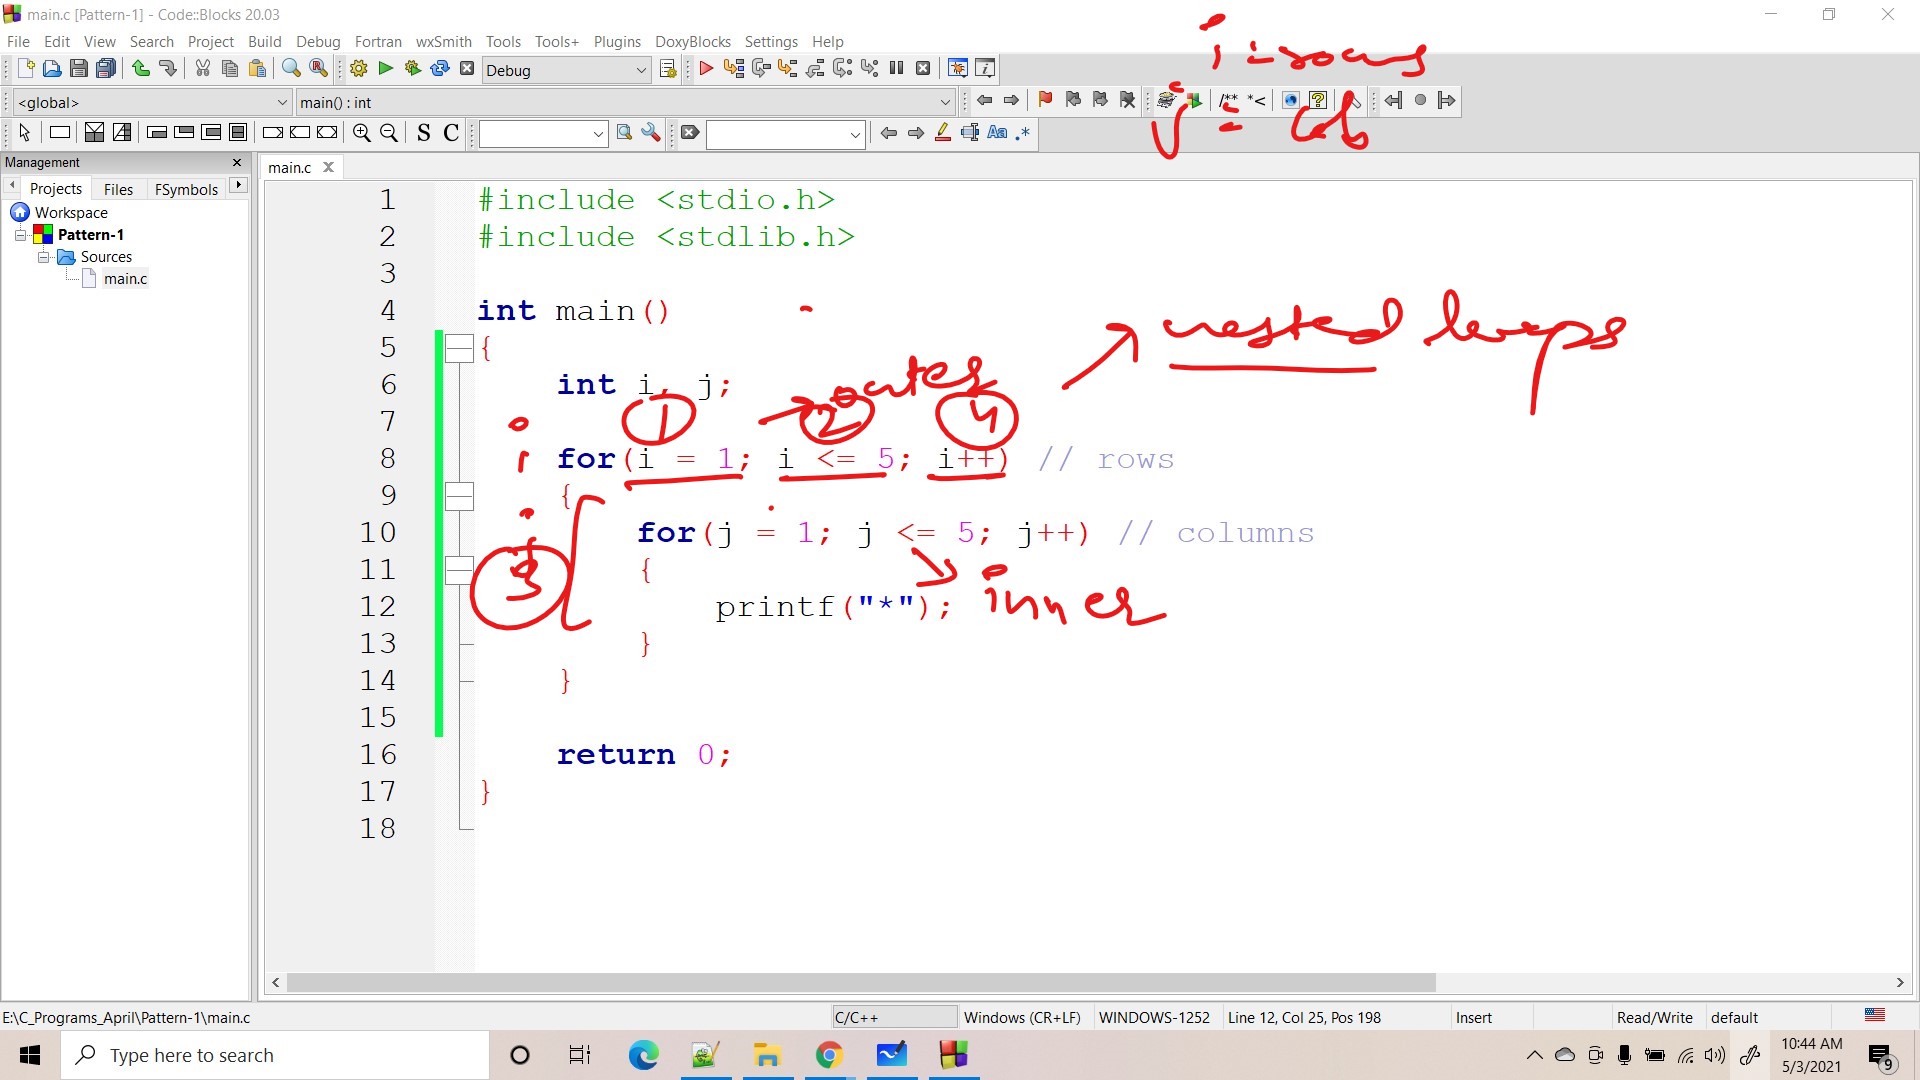 main.c [Pattern-1] - Code::Blocks 20.03
File Edit View Search Project Build Debug Fortran wxSmith Tools Tools+ Plugins DoxyBlocks Settings Help
i = rows
Debug
<global> main() : int /** *<
j = cols
S C Aa .*
Management × main.c X
Projects Files FSymbols
Workspace
Pattern-1
Sources
main.c
1 #include <stdio.h>
2 #include <stdlib.h>
3
4 int main()
nested loops
5 {
outer
6 int i, j;
7 1 2 4
8 for(i = 1; i <= 5; i++) // rows
9 {
10 for(j = 1; j <= 5; j++) // columns
11 {
3
12 printf("*"); inner
13 }
14 }
15
16 return 0;
17 }
18
E:\C_Programs_April\Pattern-1\main.c C/C++ Windows (CR+LF) WINDOWS-1252 Line 12, Col 25, Pos 198 Insert Read/Write default
Type here to search
10:44 AM
5/3/2021
9